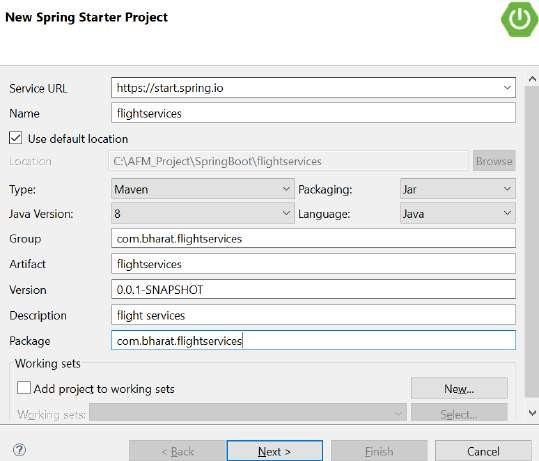 New Spring Starter Project
Service URL https://start.spring.io
Name flightservices
Use default location
Location C:\AFM_Project\SpringBoot\flightservices Browse
Type: Maven Packaging: Jar
Java Version: 8 Language: Java
Group com.bharat.flightservices
Artifact flightservices
Version 0.0.1-SNAPSHOT
Description flight services
Package com.bharat.flightservices
Working sets
Add project to working sets New...
Working sets: Select...
? < Back Next > Finish Cancel